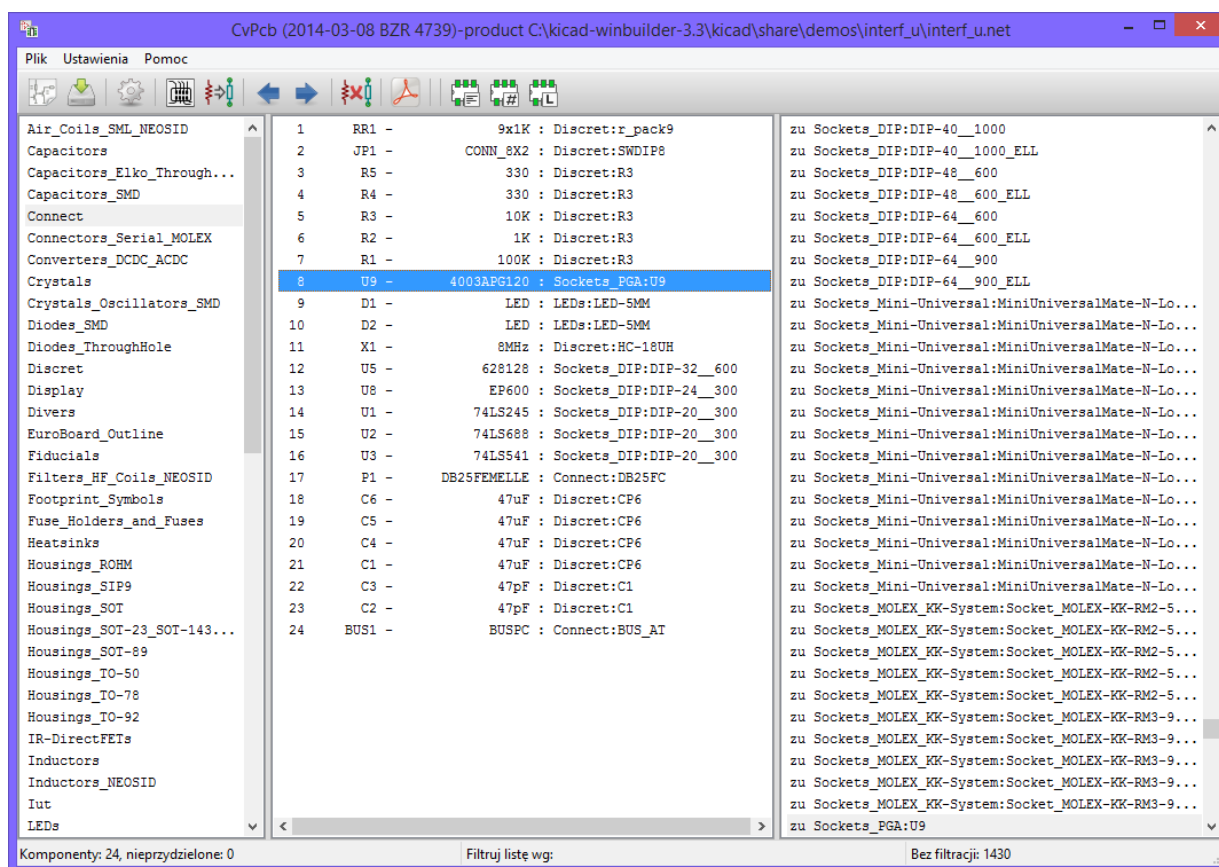 CvPcb (2014-03-08 BZR 4739)-product C:\kicad-winbuilder-3.3\kicad\share\demos\interf_u\interf_u.net
Plik Ustawienia Pomoc
Air_Coils_SML_NEOSID
Capacitors
Capacitors_Elko_Through...
Capacitors_SMD
Connect
Connectors_Serial_MOLEX
Converters_DCDC_ACDC
Crystals
Crystals_Oscillators_SMD
Diodes_SMD
Diodes_ThroughHole
Discret
Display
Divers
EuroBoard_Outline
Fiducials
Filters_HF_Coils_NEOSID
Footprint_Symbols
Fuse_Holders_and_Fuses
Heatsinks
Housings_ROHM
Housings_SIP9
Housings_SOT
Housings_SOT-23_SOT-143...
Housings_SOT-89
Housings_TO-50
Housings_TO-78
Housings_TO-92
IR-DirectFETs
Inductors
Inductors_NEOSID
Iut
LEDs
1 RR1 - 9x1K : Discret:r_pack9
2 JP1 - CONN_8X2 : Discret:SWDIP8
3 R5 - 330 : Discret:R3
4 R4 - 330 : Discret:R3
5 R3 - 10K : Discret:R3
6 R2 - 1K : Discret:R3
7 R1 - 100K : Discret:R3
8 U9 - 4003APG120 : Sockets_PGA:U9
9 D1 - LED : LEDs:LED-5MM
10 D2 - LED : LEDs:LED-5MM
11 X1 - 8MHz : Discret:HC-18UH
12 U5 - 628128 : Sockets_DIP:DIP-32__600
13 U8 - EP600 : Sockets_DIP:DIP-24__300
14 U1 - 74LS245 : Sockets_DIP:DIP-20__300
15 U2 - 74LS688 : Sockets_DIP:DIP-20__300
16 U3 - 74LS541 : Sockets_DIP:DIP-20__300
17 P1 - DB25FEMELLE : Connect:DB25FC
18 C6 - 47uF : Discret:CP6
19 C5 - 47uF : Discret:CP6
20 C4 - 47uF : Discret:CP6
21 C1 - 47uF : Discret:CP6
22 C3 - 47pF : Discret:C1
23 C2 - 47pF : Discret:C1
24 BUS1 - BUSPC : Connect:BUS_AT
zu Sockets_DIP:DIP-40__1000
zu Sockets_DIP:DIP-40__1000_ELL
zu Sockets_DIP:DIP-48__600
zu Sockets_DIP:DIP-48__600_ELL
zu Sockets_DIP:DIP-64__600
zu Sockets_DIP:DIP-64__600_ELL
zu Sockets_DIP:DIP-64__900
zu Sockets_DIP:DIP-64__900_ELL
zu Sockets_Mini-Universal:MiniUniversalMate-N-Lo...
zu Sockets_Mini-Universal:MiniUniversalMate-N-Lo...
zu Sockets_Mini-Universal:MiniUniversalMate-N-Lo...
zu Sockets_Mini-Universal:MiniUniversalMate-N-Lo...
zu Sockets_Mini-Universal:MiniUniversalMate-N-Lo...
zu Sockets_Mini-Universal:MiniUniversalMate-N-Lo...
zu Sockets_Mini-Universal:MiniUniversalMate-N-Lo...
zu Sockets_Mini-Universal:MiniUniversalMate-N-Lo...
zu Sockets_Mini-Universal:MiniUniversalMate-N-Lo...
zu Sockets_Mini-Universal:MiniUniversalMate-N-Lo...
zu Sockets_Mini-Universal:MiniUniversalMate-N-Lo...
zu Sockets_Mini-Universal:MiniUniversalMate-N-Lo...
zu Sockets_Mini-Universal:MiniUniversalMate-N-Lo...
zu Sockets_Mini-Universal:MiniUniversalMate-N-Lo...
zu Sockets_MOLEX_KK-System:Socket_MOLEX-KK-RM2-5...
zu Sockets_MOLEX_KK-System:Socket_MOLEX-KK-RM2-5...
zu Sockets_MOLEX_KK-System:Socket_MOLEX-KK-RM2-5...
zu Sockets_MOLEX_KK-System:Socket_MOLEX-KK-RM2-5...
zu Sockets_MOLEX_KK-System:Socket_MOLEX-KK-RM2-5...
zu Sockets_MOLEX_KK-System:Socket_MOLEX-KK-RM3-9...
zu Sockets_MOLEX_KK-System:Socket_MOLEX-KK-RM3-9...
zu Sockets_MOLEX_KK-System:Socket_MOLEX-KK-RM3-9...
zu Sockets_MOLEX_KK-System:Socket_MOLEX-KK-RM3-9...
zu Sockets_MOLEX_KK-System:Socket_MOLEX-KK-RM3-9...
zu Sockets_PGA:U9
Komponenty: 24, nieprzydzielone: 0
Filtruj listę wg:
Bez filtracji: 1430